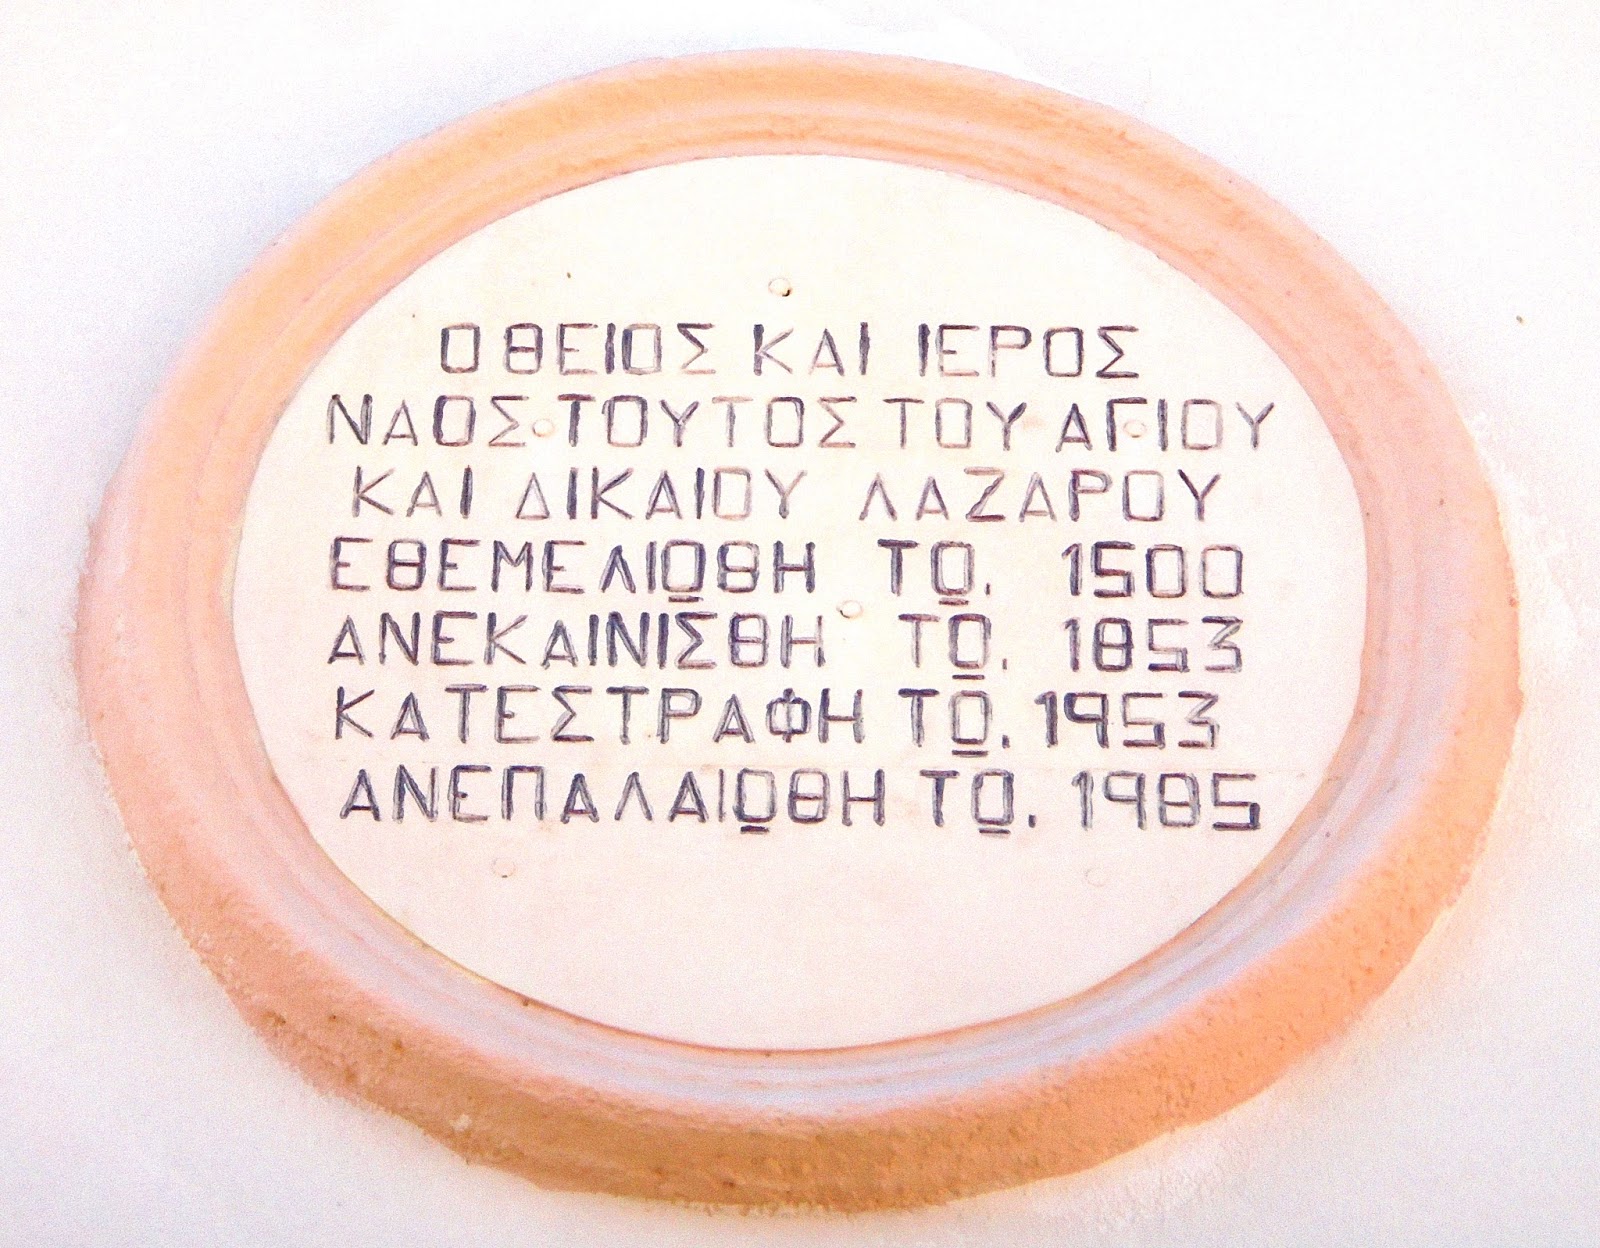 Ο ΘΕΙΟΣ ΚΑΙ ΙΕΡΟΣ
ΝΑΟΣ ΤΟΥΤΟΣ ΤΟΥ ΑΓΙΟΥ
ΚΑΙ ΔΙΚΑΙΟΥ ΛΑΖΑΡΟΥ
ΕΘΕΜΕΛΙΩΘΗ ΤΩ. 1500
ΑΝΕΚΑΙΝΙΣΘΗ ΤΩ. 1853
ΚΑΤΕΣΤΡΑΦΗ ΤΩ. 1953
ΑΝΕΠΑΛΑΙΩΘΗ ΤΩ. 1985